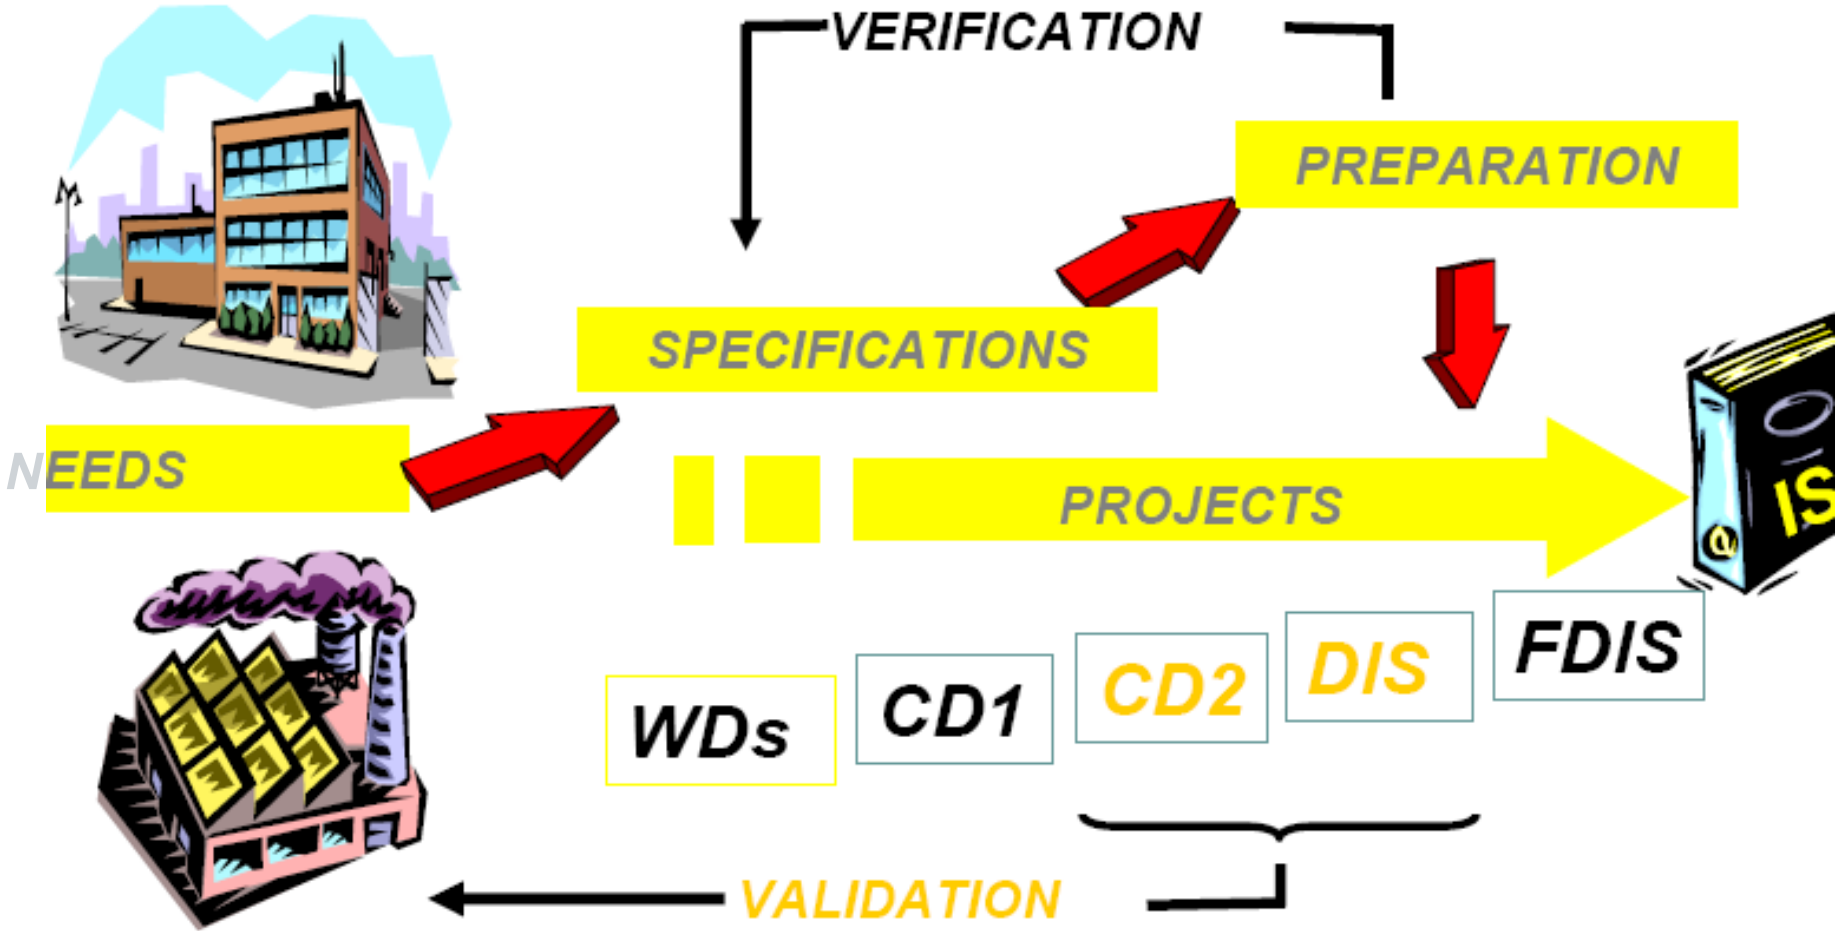 VERIFICATION
PREPARATION
SPECIFICATIONS
NEEDS
PROJECTS
IS
WDs
CD1
CD2
DIS
FDIS
VALIDATION